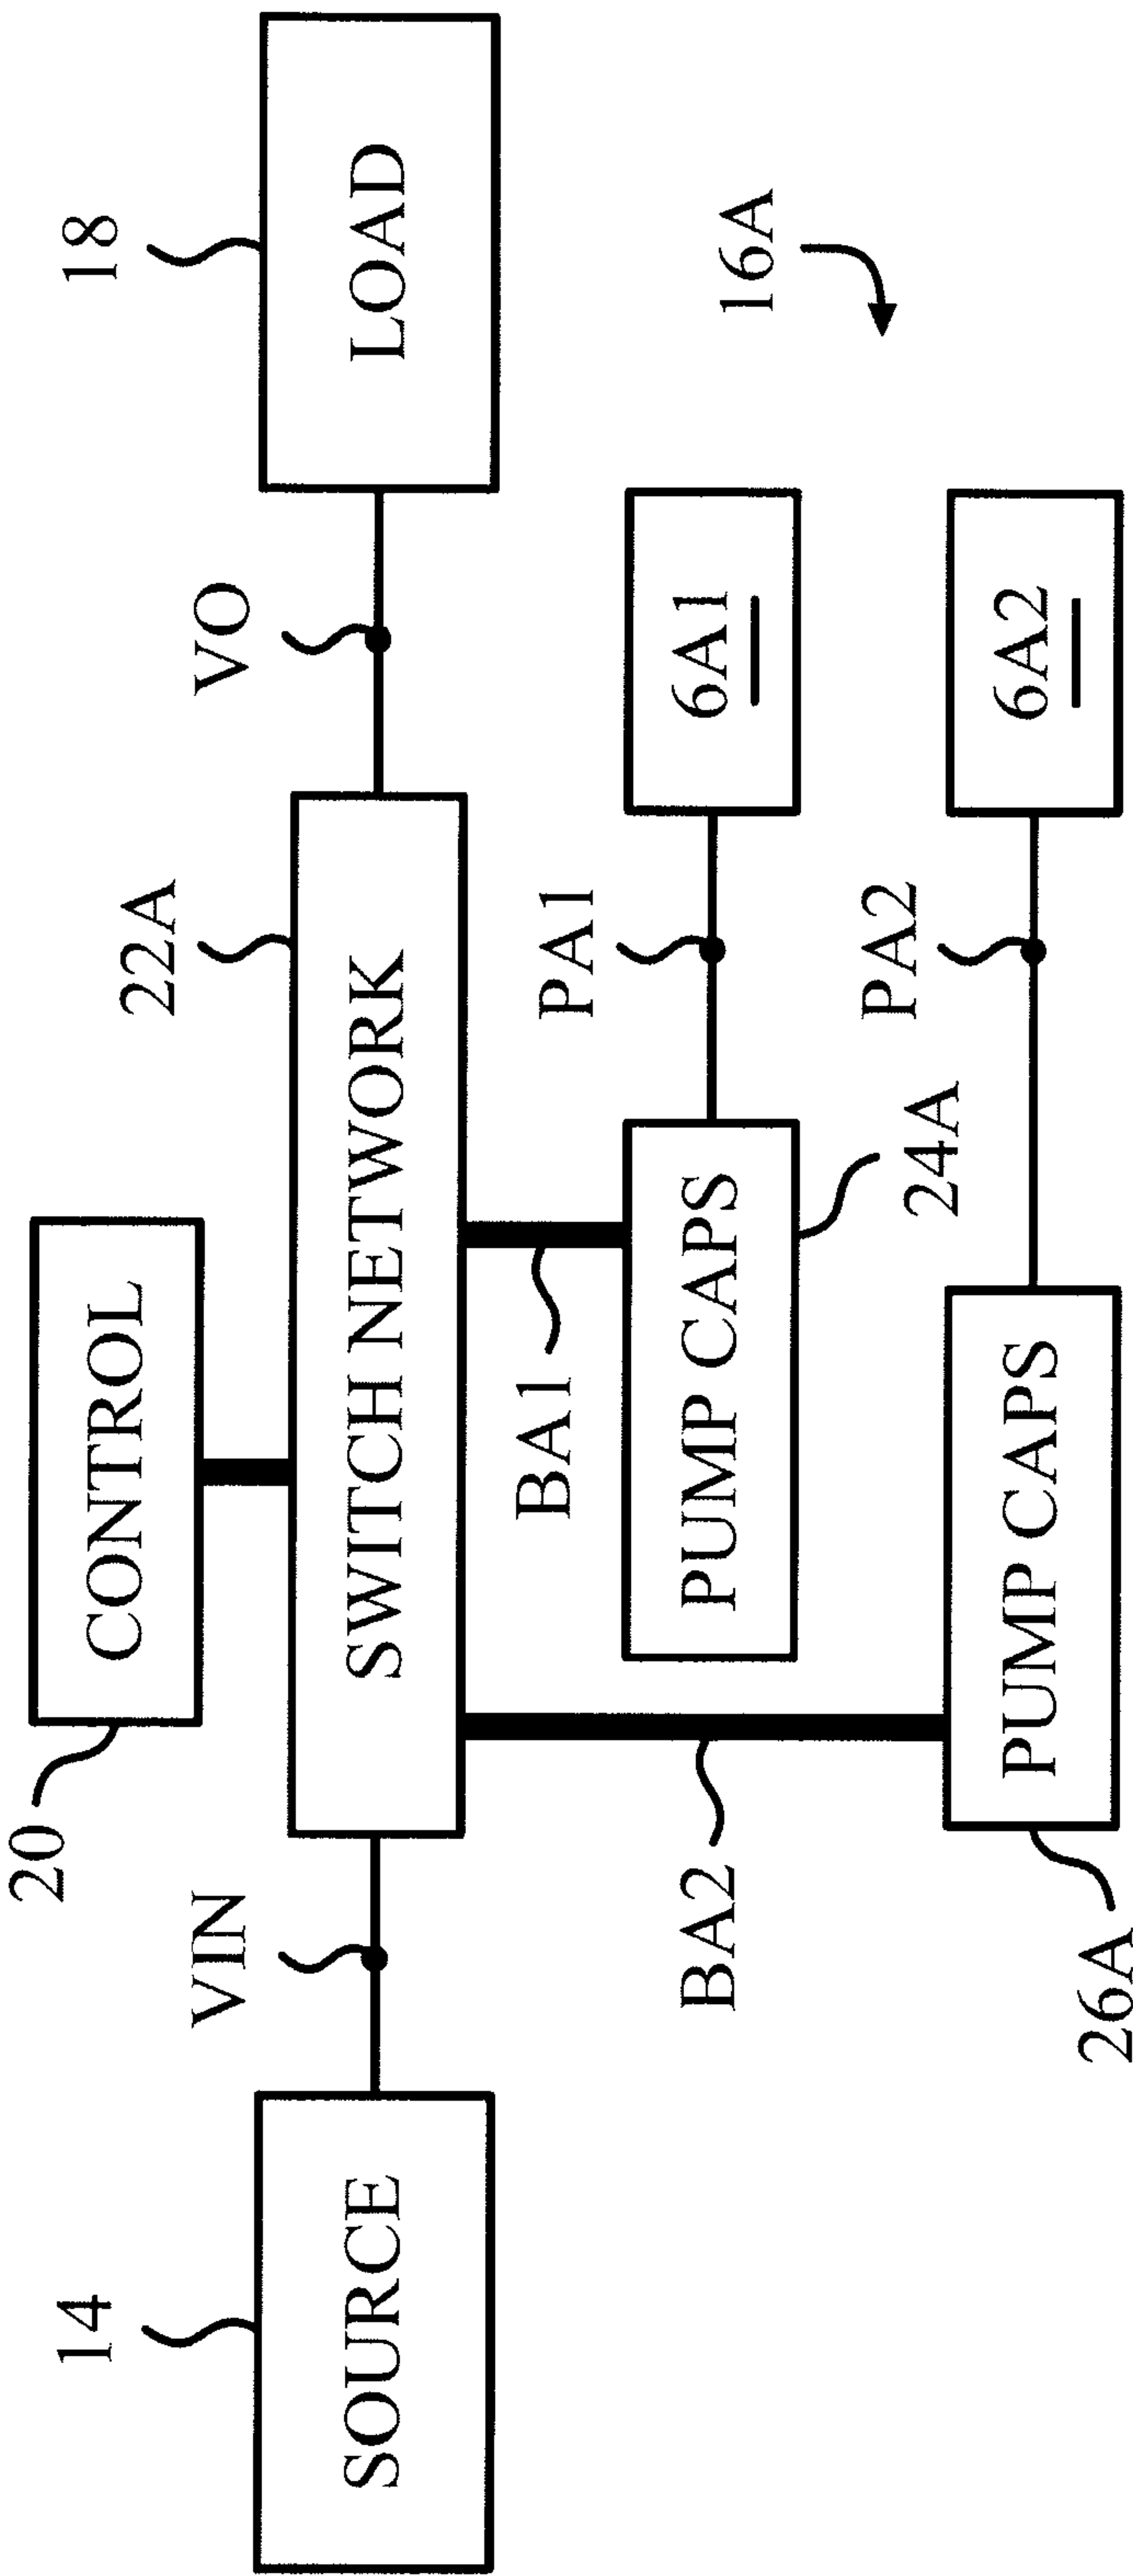 20
CONTROL
14
VIN
22A
VO
18
SOURCE
SWITCH NETWORK
LOAD
BA1
PA1
PUMP CAPS
6A1
16A
BA2
24A
PA2
26A
PUMP CAPS
6A2